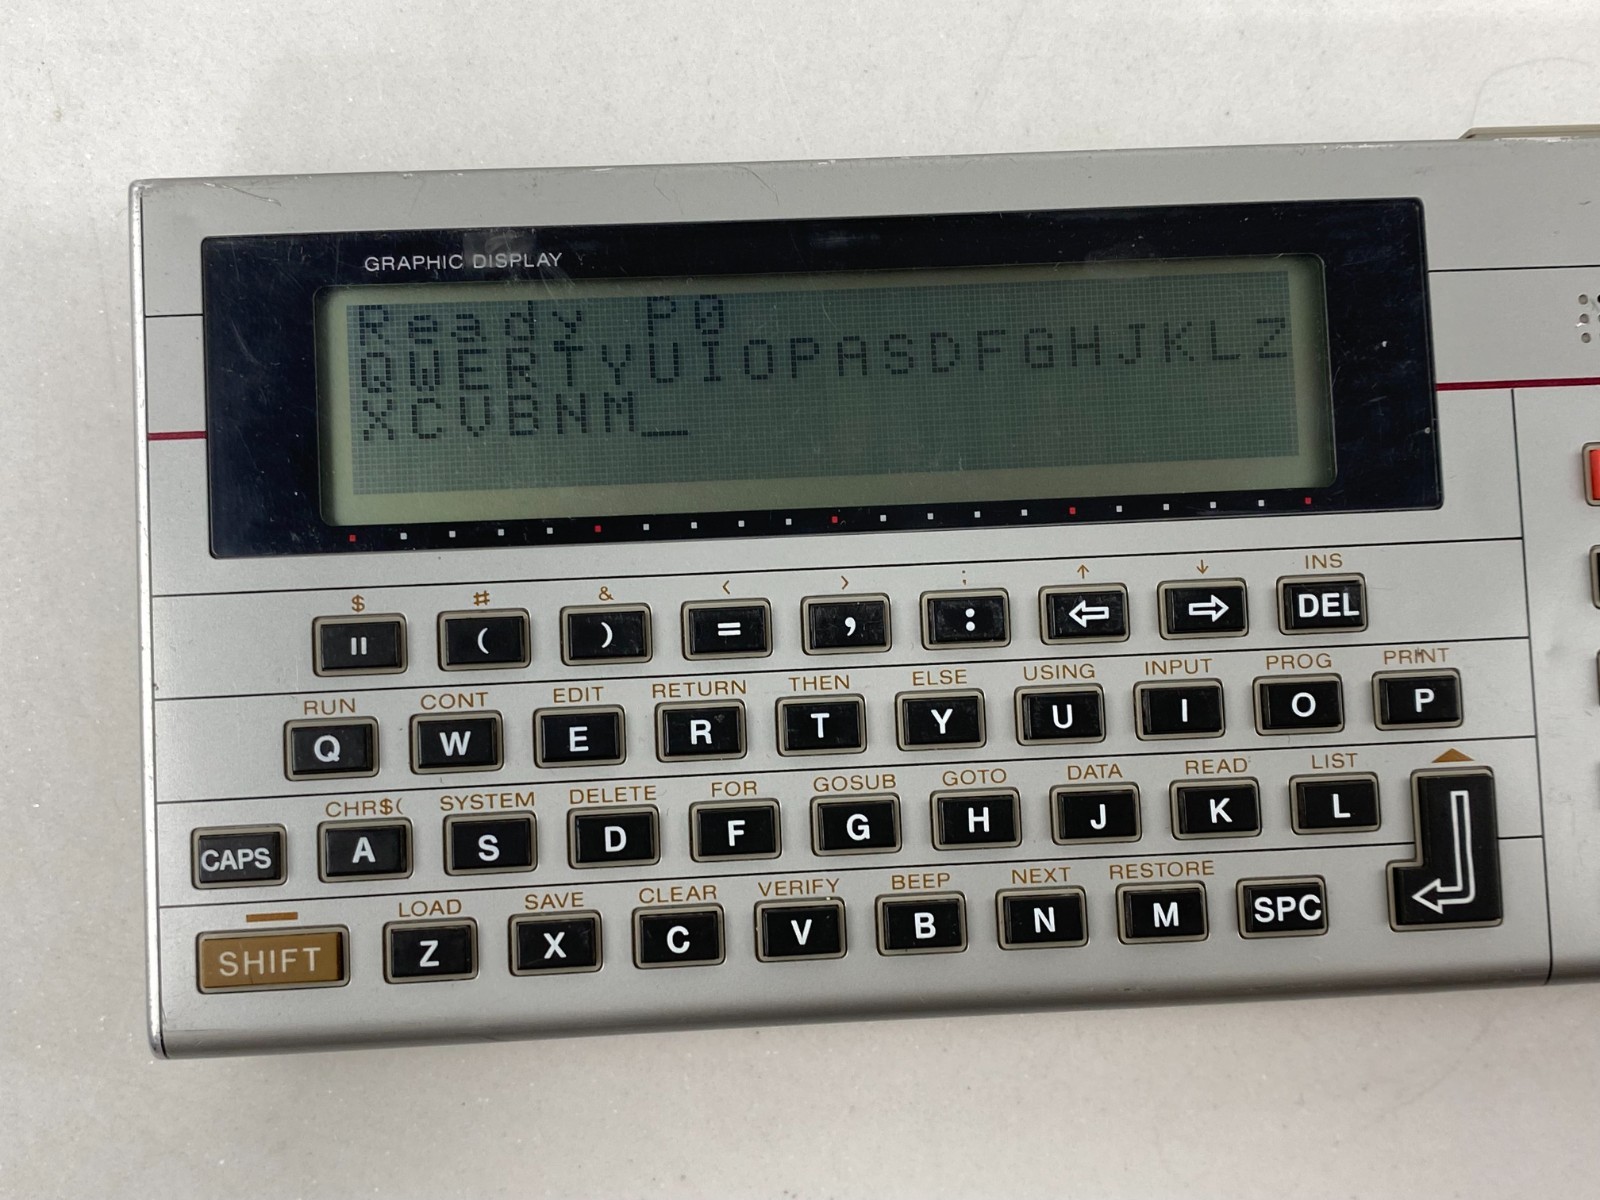 GRAPHIC DISPLAY
Ready P0
QWERTYUIOPASDFGHJKLZ
XCVBNM_
$ # & < > ; ↑ ↓ INS
" ( ) = , : ⇦ ⇨ DEL
RUN CONT EDIT RETURN THEN ELSE USING INPUT PROG PRINT
Q W E R T Y U I O P
CHR$( SYSTEM DELETE FOR GOSUB GOTO DATA READ LIST
CAPS A S D F G H J K L
LOAD SAVE CLEAR VERIFY BEEP NEXT RESTORE
SHIFT Z X C V B N M SPC